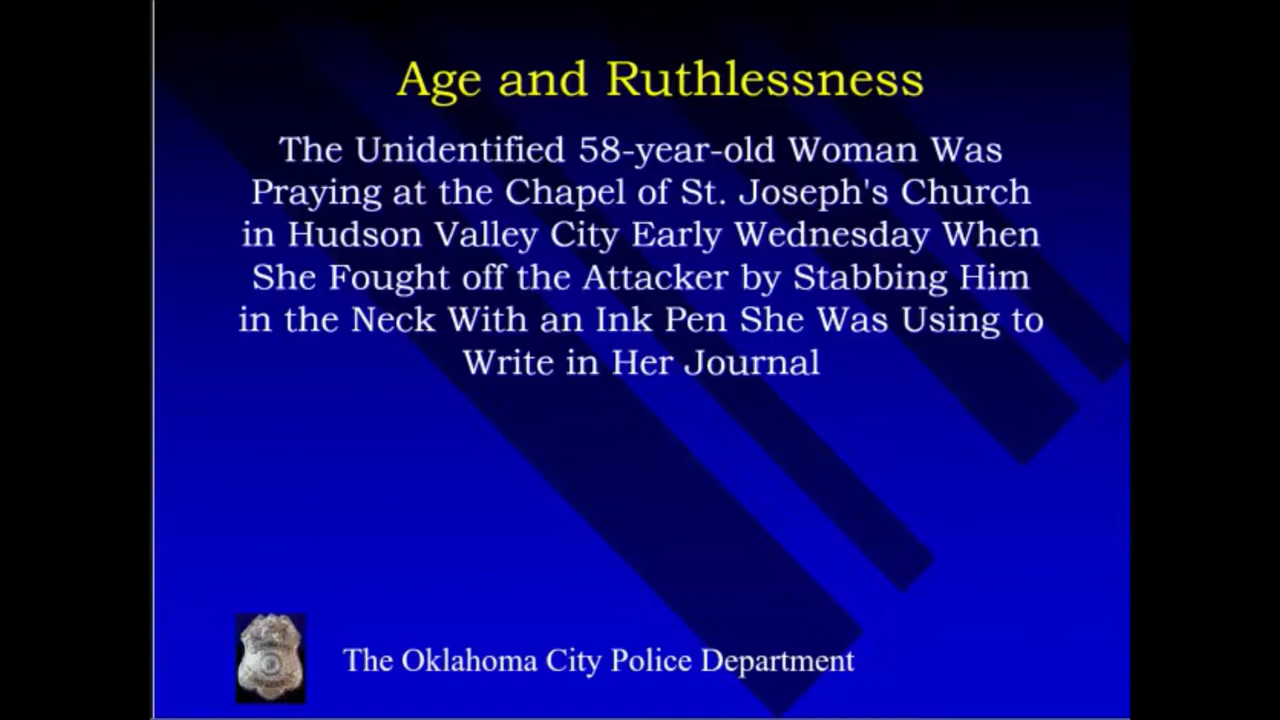 Age and Ruthlessness
The Unidentified 58-year-old Woman Was
Praying at the Chapel of St. Joseph's Church
in Hudson Valley City Early Wednesday When
She Fought off the Attacker by Stabbing Him
in the Neck With an Ink Pen She Was Using to
Write in Her Journal
The Oklahoma City Police Department